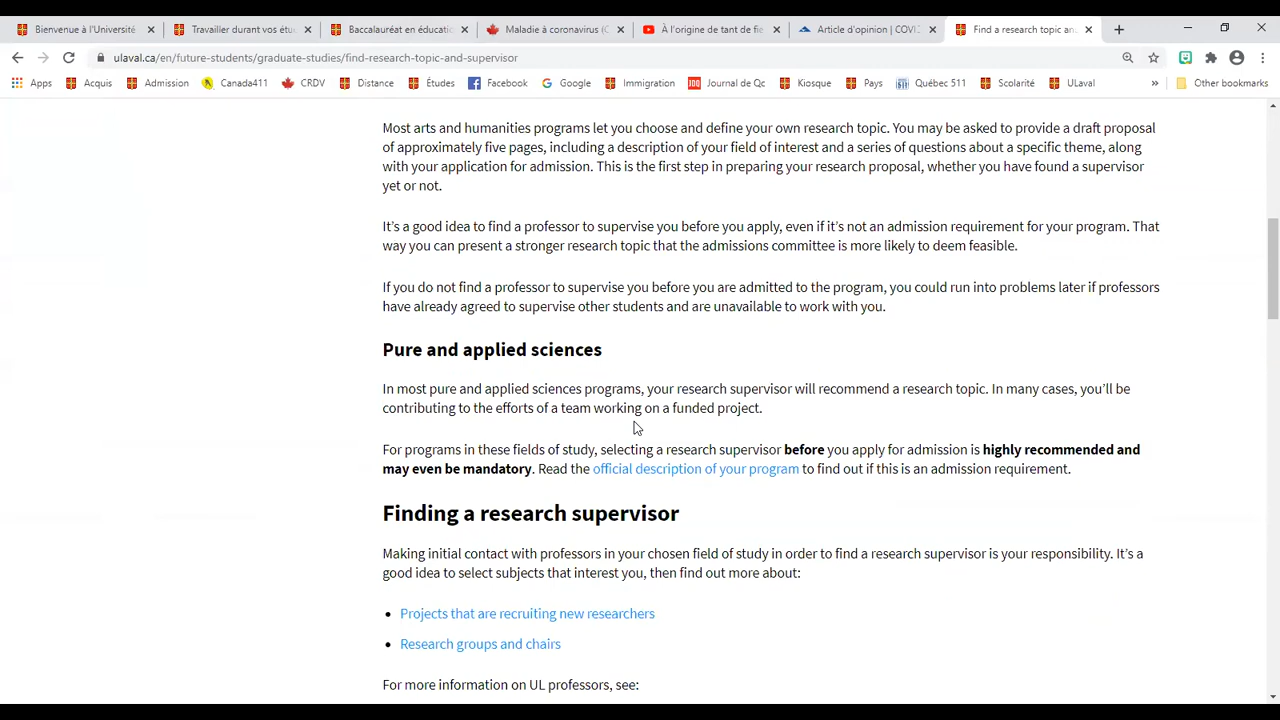 Bienvenue à l'Université
Travailler durant vos étu
Baccalauréat en éducati
Maladie à coronavirus (C
À l'origine de tant de fie
Article d'opinion | COVI
Find a research topic an
ulaval.ca/en/future-students/graduate-studies/find-research-topic-and-supervisor
Apps Acquis Admission Canada411 CRDV Distance Études Facebook Google Immigration Journal de Qc Kiosque Pays Québec 511 Scolarité ULaval » Other bookmarks
Most arts and humanities programs let you choose and define your own research topic. You may be asked to provide a draft proposal
of approximately five pages, including a description of your field of interest and a series of questions about a specific theme, along
with your application for admission. This is the first step in preparing your research proposal, whether you have found a supervisor
yet or not.
It's a good idea to find a professor to supervise you before you apply, even if it's not an admission requirement for your program. That
way you can present a stronger research topic that the admissions committee is more likely to deem feasible.
If you do not find a professor to supervise you before you are admitted to the program, you could run into problems later if professors
have already agreed to supervise other students and are unavailable to work with you.
Pure and applied sciences
In most pure and applied sciences programs, your research supervisor will recommend a research topic. In many cases, you'll be
contributing to the efforts of a team working on a funded project.
For programs in these fields of study, selecting a research supervisor before you apply for admission is highly recommended and
may even be mandatory. Read the official description of your program to find out if this is an admission requirement.
Finding a research supervisor
Making initial contact with professors in your chosen field of study in order to find a research supervisor is your responsibility. It's a
good idea to select subjects that interest you, then find out more about:
• Projects that are recruiting new researchers
• Research groups and chairs
For more information on UL professors, see: